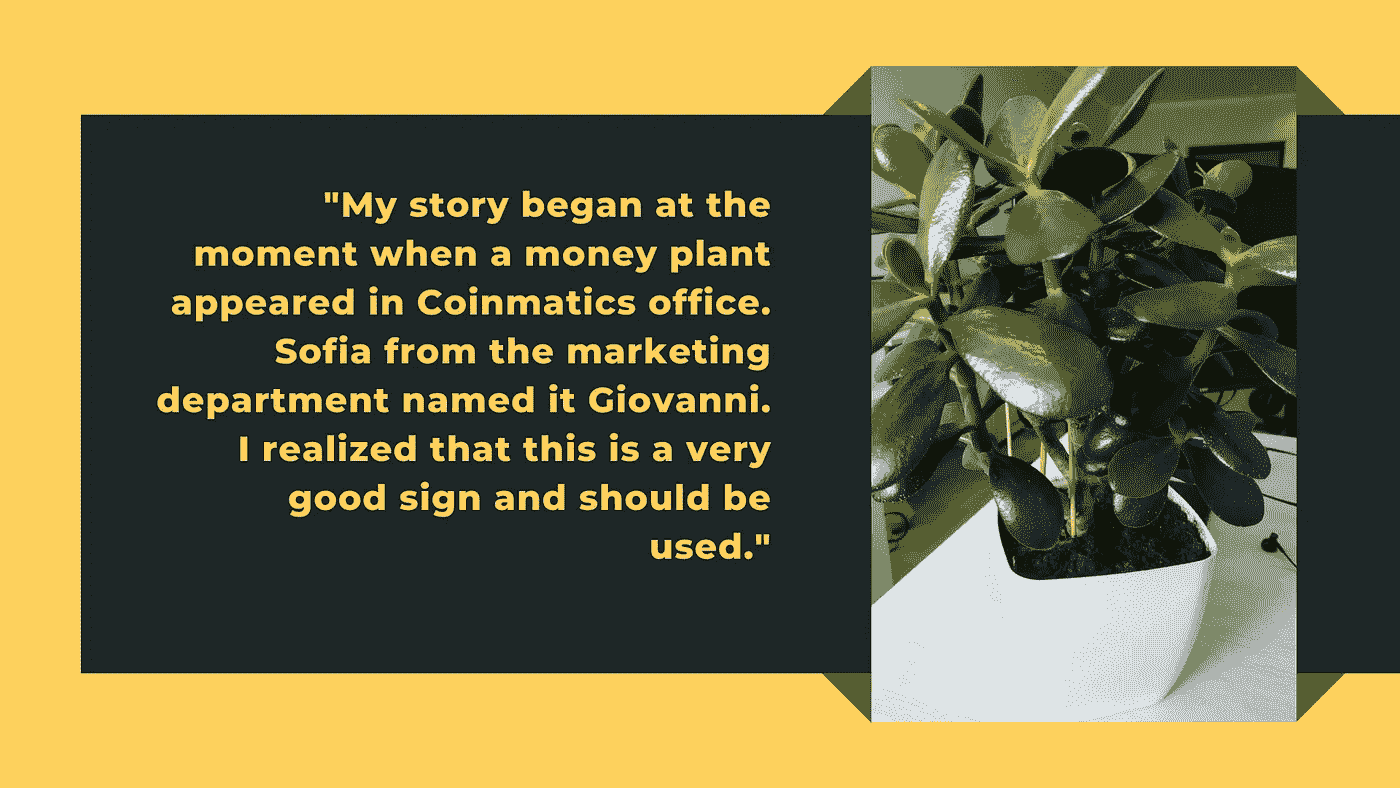 "My story began at the
moment when a money plant
appeared in Coinmatics office.
Sofia from the marketing
department named it Giovanni.
I realized that this is a very
good sign and should be
used."